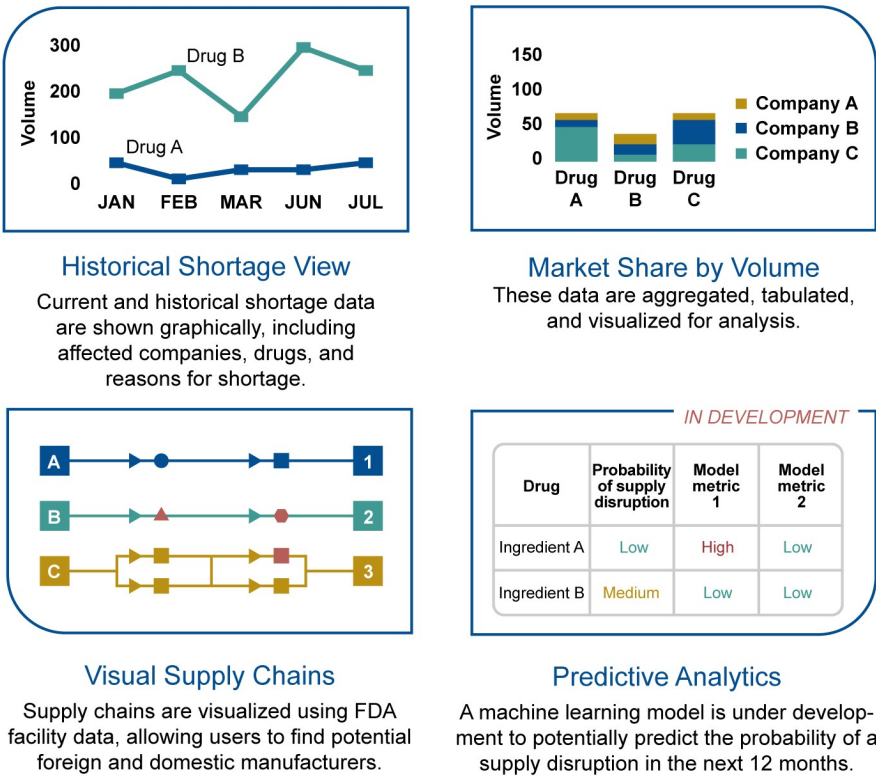 300
200
100
0
Volume
Drug B
Drug A
JAN FEB MAR JUN JUL
Historical Shortage View
Current and historical shortage data
are shown graphically, including
affected companies, drugs, and
reasons for shortage.
150
100
50
0
Volume
Company A
Company B
Company C
Drug Drug Drug
A B C
Market Share by Volume
These data are aggregated, tabulated,
and visualized for analysis.
A 1
B 2
C 3
Visual Supply Chains
Supply chains are visualized using FDA
facility data, allowing users to find potential
foreign and domestic manufacturers.
IN DEVELOPMENT
Drug
Probability
of supply
disruption
Model
metric
1
Model
metric
2
Ingredient A Low High Low
Ingredient B Medium Low Low
Predictive Analytics
A machine learning model is under develop-
ment to potentially predict the probability of a
supply disruption in the next 12 months.